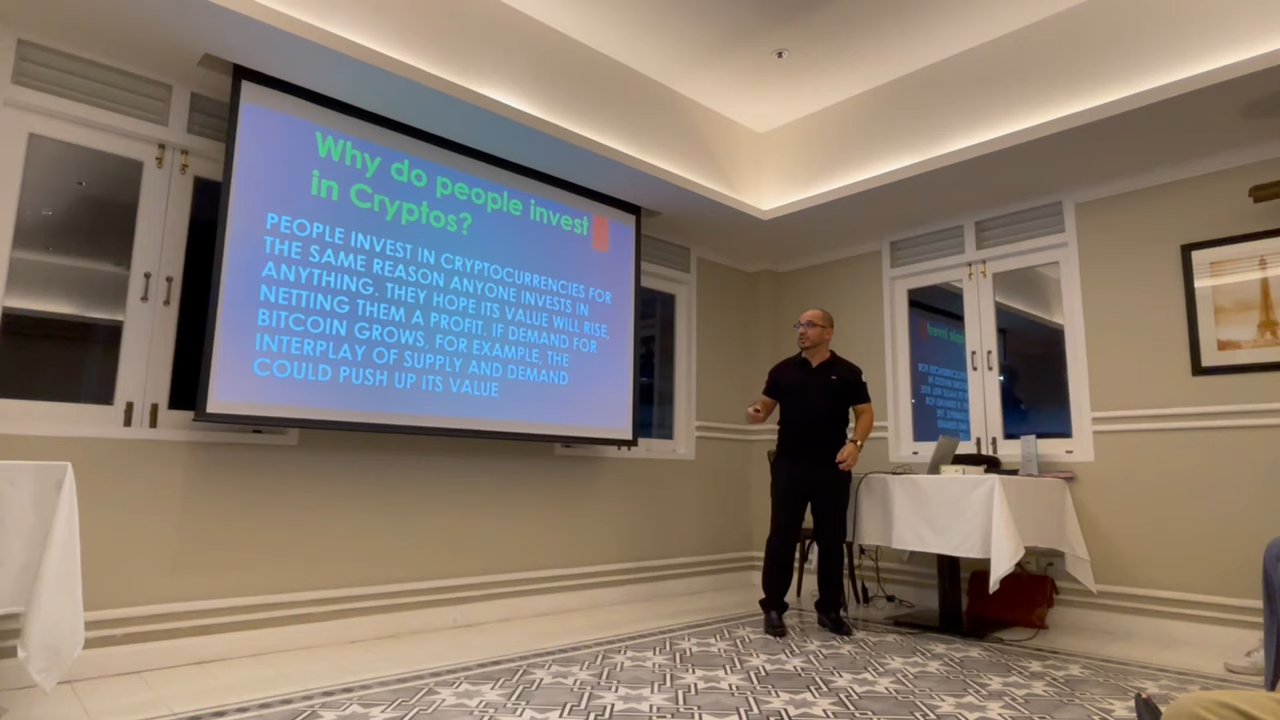 Why do people invest
in Cryptos?
PEOPLE INVEST IN CRYPTOCURRENCIES FOR
THE SAME REASON ANYONE INVESTS IN
ANYTHING. THEY HOPE ITS VALUE WILL RISE,
NETTING THEM A PROFIT. IF DEMAND FOR
BITCOIN GROWS, FOR EXAMPLE, THE
INTERPLAY OF SUPPLY AND DEMAND
COULD PUSH UP ITS VALUE